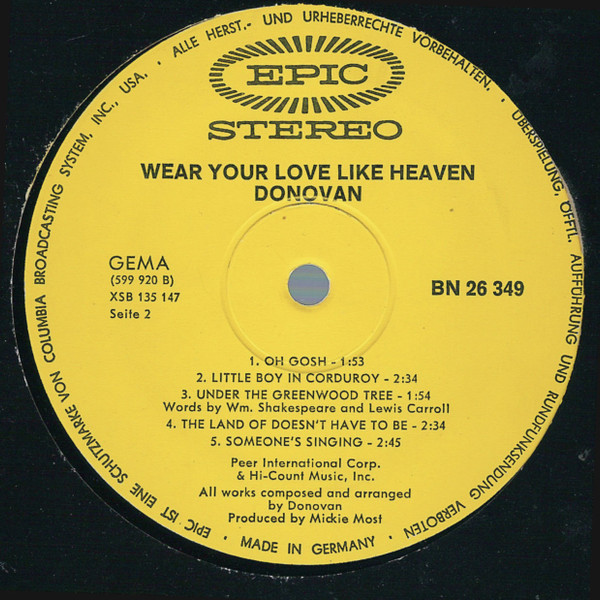 EPIC
STEREO
WEAR YOUR LOVE LIKE HEAVEN
DONOVAN
GEMA
(599 920 B)
XSB 135 147
Seite 2
BN 26 349
1. OH GOSH - 1:53
2. LITTLE BOY IN CORDUROY - 2:34
3. UNDER THE GREENWOOD TREE - 1:54
Words by Wm. Shakespeare and Lewis Carroll
4. THE LAND OF DOESN'T HAVE TO BE - 2:34
5. SOMEONE'S SINGING - 2:45
Peer International Corp.
& Hi-Count Music, Inc.
All works composed and arranged
by Donovan
Produced by Mickie Most
EPIC IST EINE SCHUTZMARKE VON COLUMBIA BROADCASTING SYSTEM, INC., USA. · ALLE HERST.- UND URHEBERRECHTE VORBEHALTEN. · ÜBERSPIELUNG, ÖFFTL. AUFFÜHRUNG UND RUNDFUNKSENDUNG VERBOTEN · MADE IN GERMANY ·